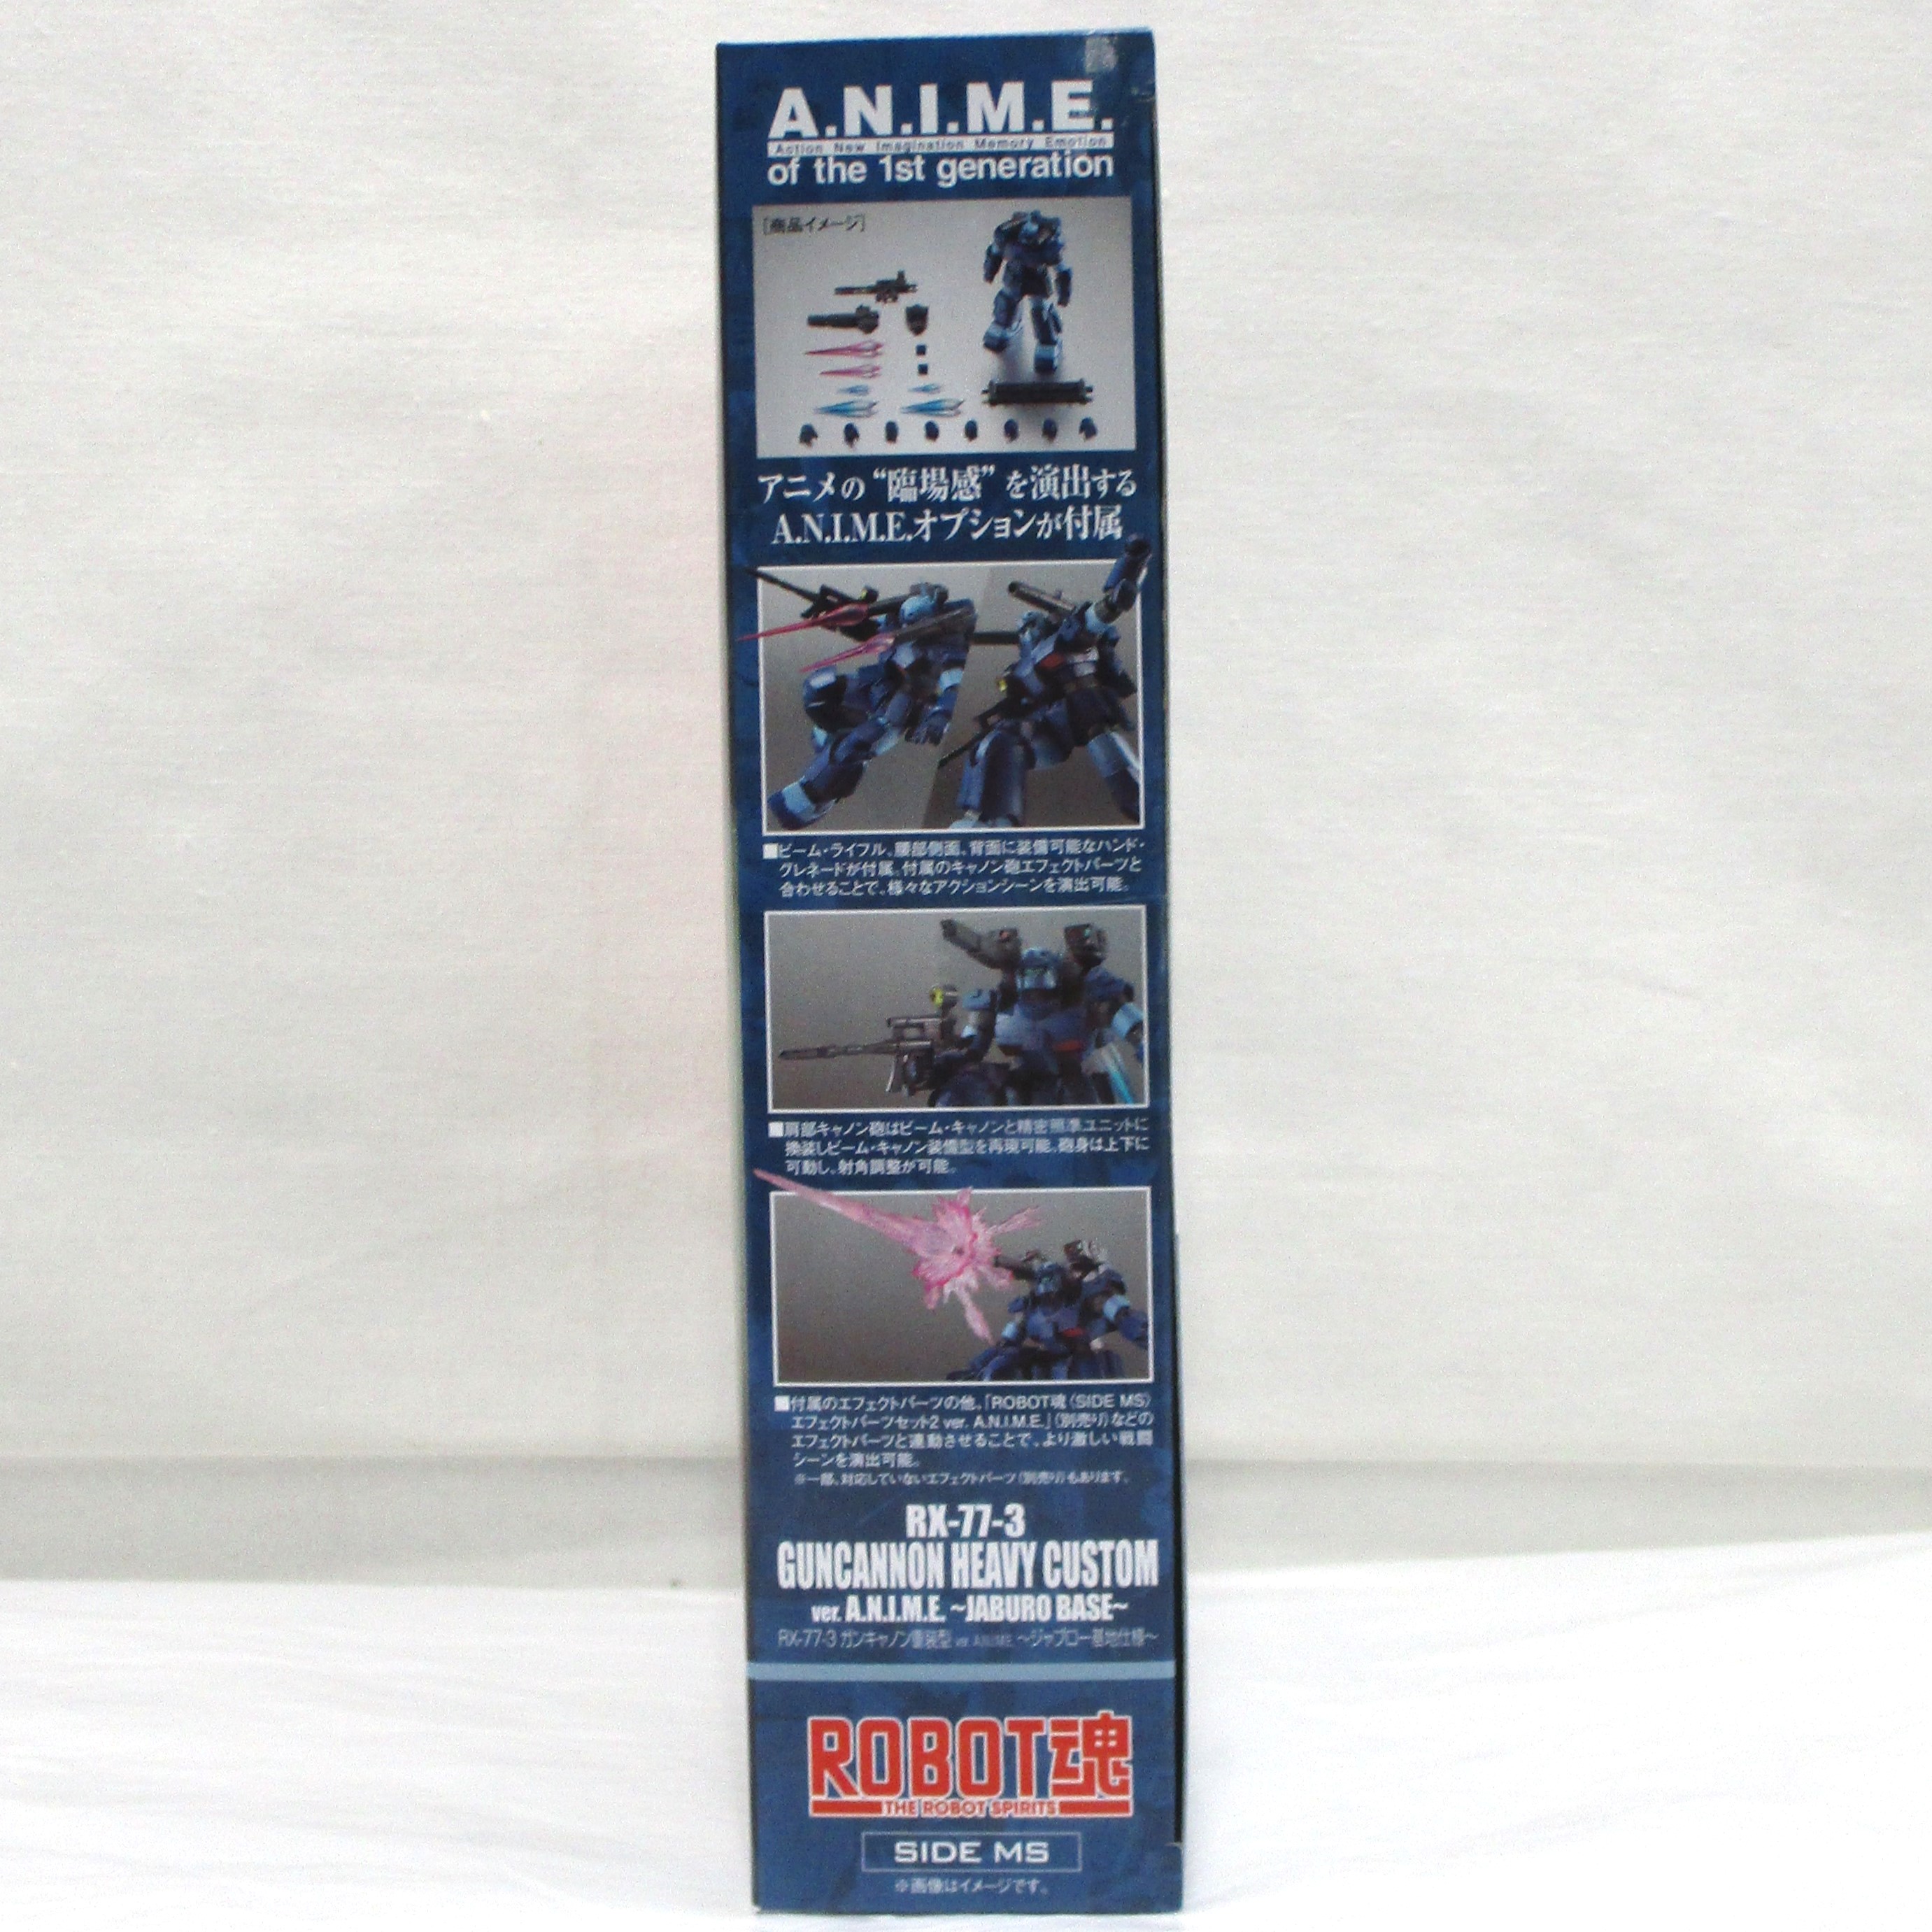 A.N.I.M.E.
Action New Imagination Memory Emotion
of the 1st generation
[商品イメージ]
アニメの“臨場感”を演出する
A.N.I.M.E.オプションが付属
■ビーム・ライフル、腰部側面、背面に装備可能なハンド・
グレネードが付属。付属のキャノン砲エフェクトパーツと
合わせることで、様々なアクションシーンを演出可能。
■肩部キャノン砲はビーム・キャノンと精密照準ユニットに
換装しビーム・キャノン装備型を再現可能。砲身は上下に
可動し、射角調整が可能。
■付属のエフェクトパーツの他、「ROBOT魂〈SIDE MS〉
エフェクトパーツセット2 ver. A.N.I.M.E.」(別売り)などの
エフェクトパーツと連動させることで、より激しい戦闘
シーンを演出可能。
※一部、対応していないエフェクトパーツ(別売り)もあります。
RX-77-3
GUNCANNON HEAVY CUSTOM
ver. A.N.I.M.E. ~JABURO BASE~
RX-77-3 ガンキャノン重装型 ver. A.N.I.M.E. ~ジャブロー基地仕様~
ROBOT魂
THE ROBOT SPIRITS
SIDE MS
※画像はイメージです。